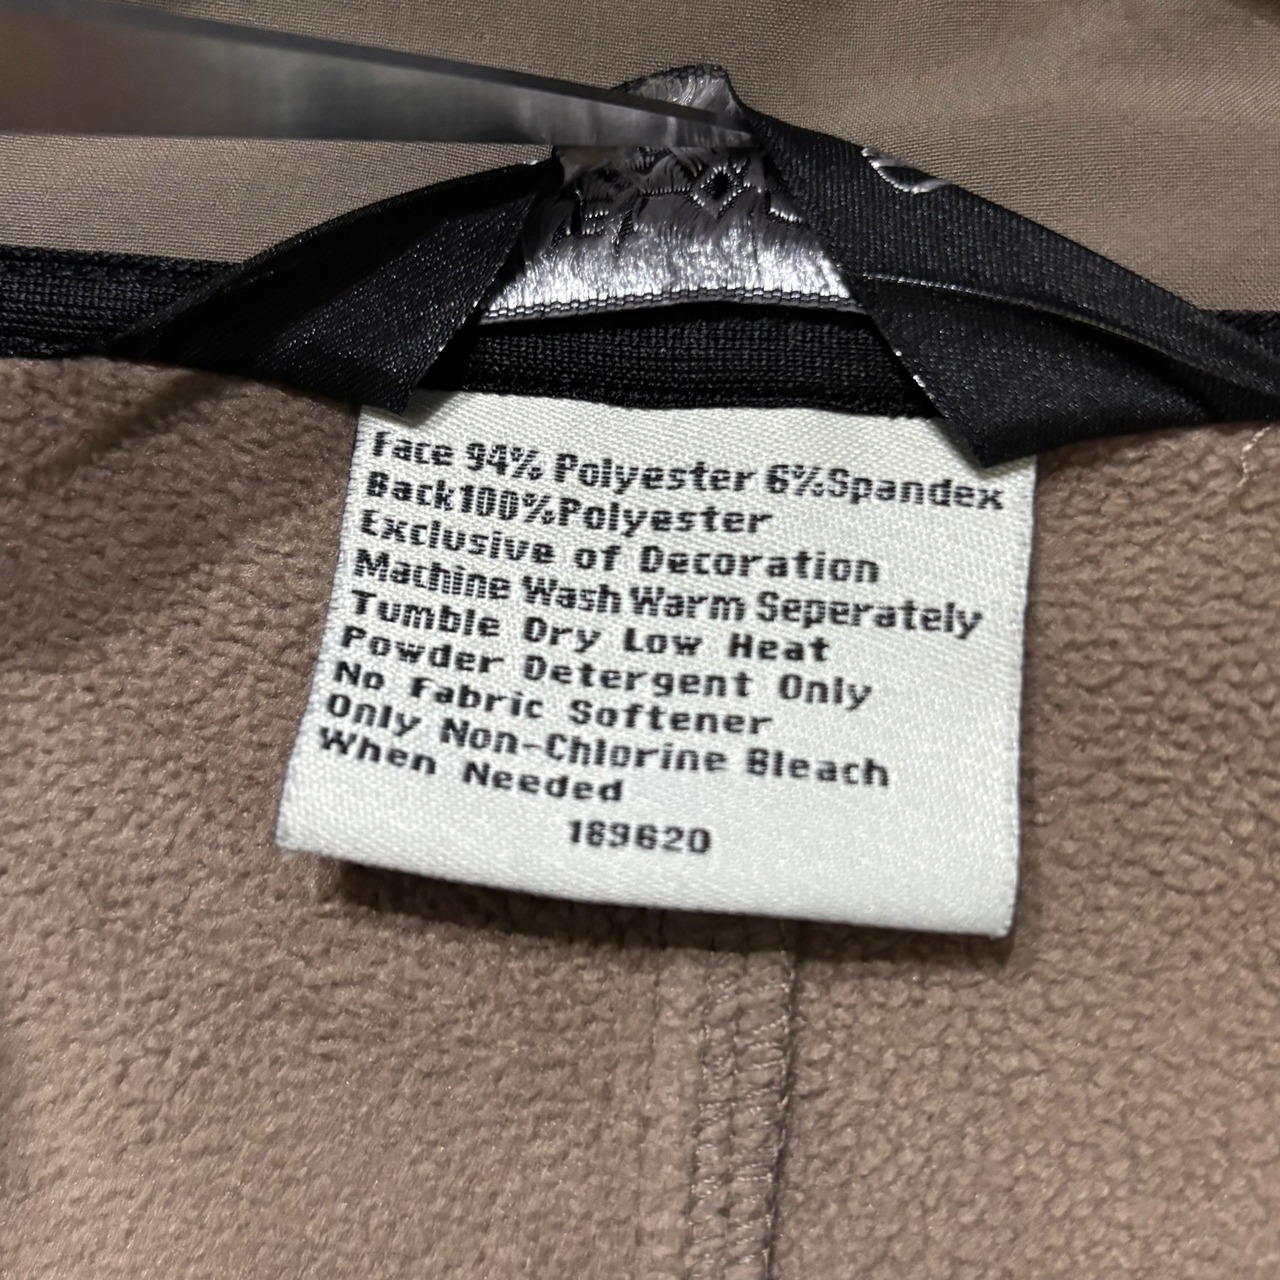 Face 94% Polyester 6%Spandex
Back100%Polyester
Exclusive of Decoration
Machine Wash Warm Seperately
Tumble Dry Low Heat
Powder Detergent Only
No Fabric Softener
Only Non-Chlorine Bleach
When Needed
189620